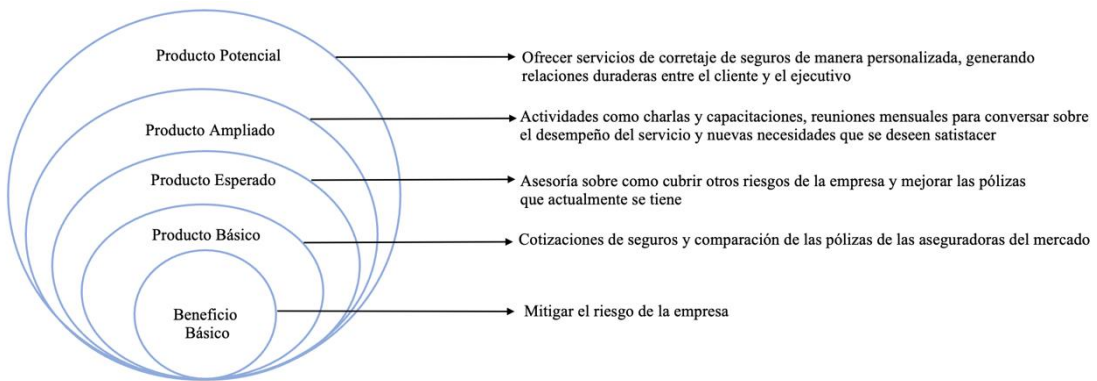 Producto Potencial
Ofrecer servicios de corretaje de seguros de manera personalizada, generando
relaciones duraderas entre el cliente y el ejecutivo
Producto Ampliado
Actividades como charlas y capacitaciones, reuniones mensuales para conversar sobre
el desempeño del servicio y nuevas necesidades que se deseen satistacer
Producto Esperado
Asesoría sobre como cubrir otros riesgos de la empresa y mejorar las pólizas
que actualmente se tiene
Producto Básico
Cotizaciones de seguros y comparación de las pólizas de las aseguradoras del mercado
Beneficio
Básico
Mitigar el riesgo de la empresa